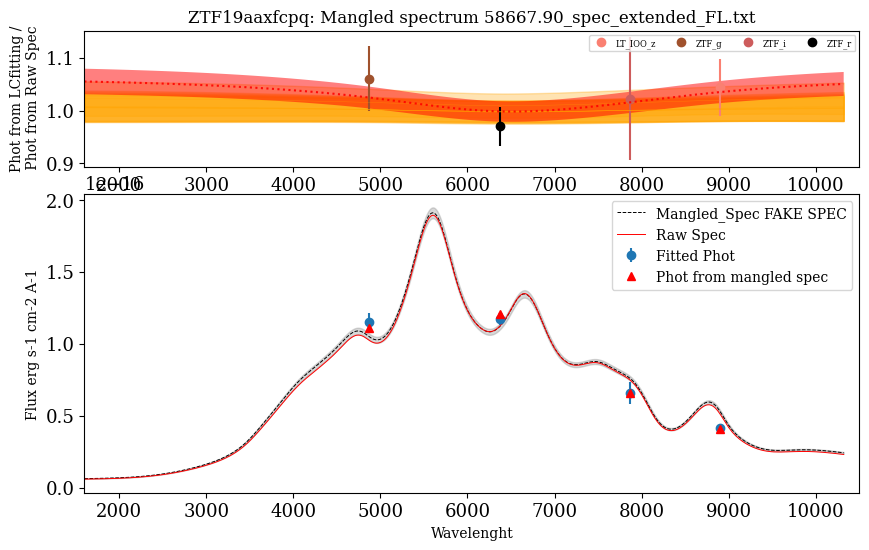 ZTF19aaxfcpq: Mangled spectrum 58667.90_spec_extended_FL.txt
Phot from LCfitting /
Phot from Raw Spec
1.1
1.0
0.9
LT_IOO_z
ZTF_g
ZTF_i
ZTF_r
2000 3000 4000 5000 6000 7000 8000 9000 10000
1e−16
Flux erg s-1 cm-2 A-1
2.0
1.5
1.0
0.5
0.0
Mangled_Spec FAKE SPEC
Raw Spec
Fitted Phot
Phot from mangled spec
2000 3000 4000 5000 6000 7000 8000 9000 10000
Wavelenght